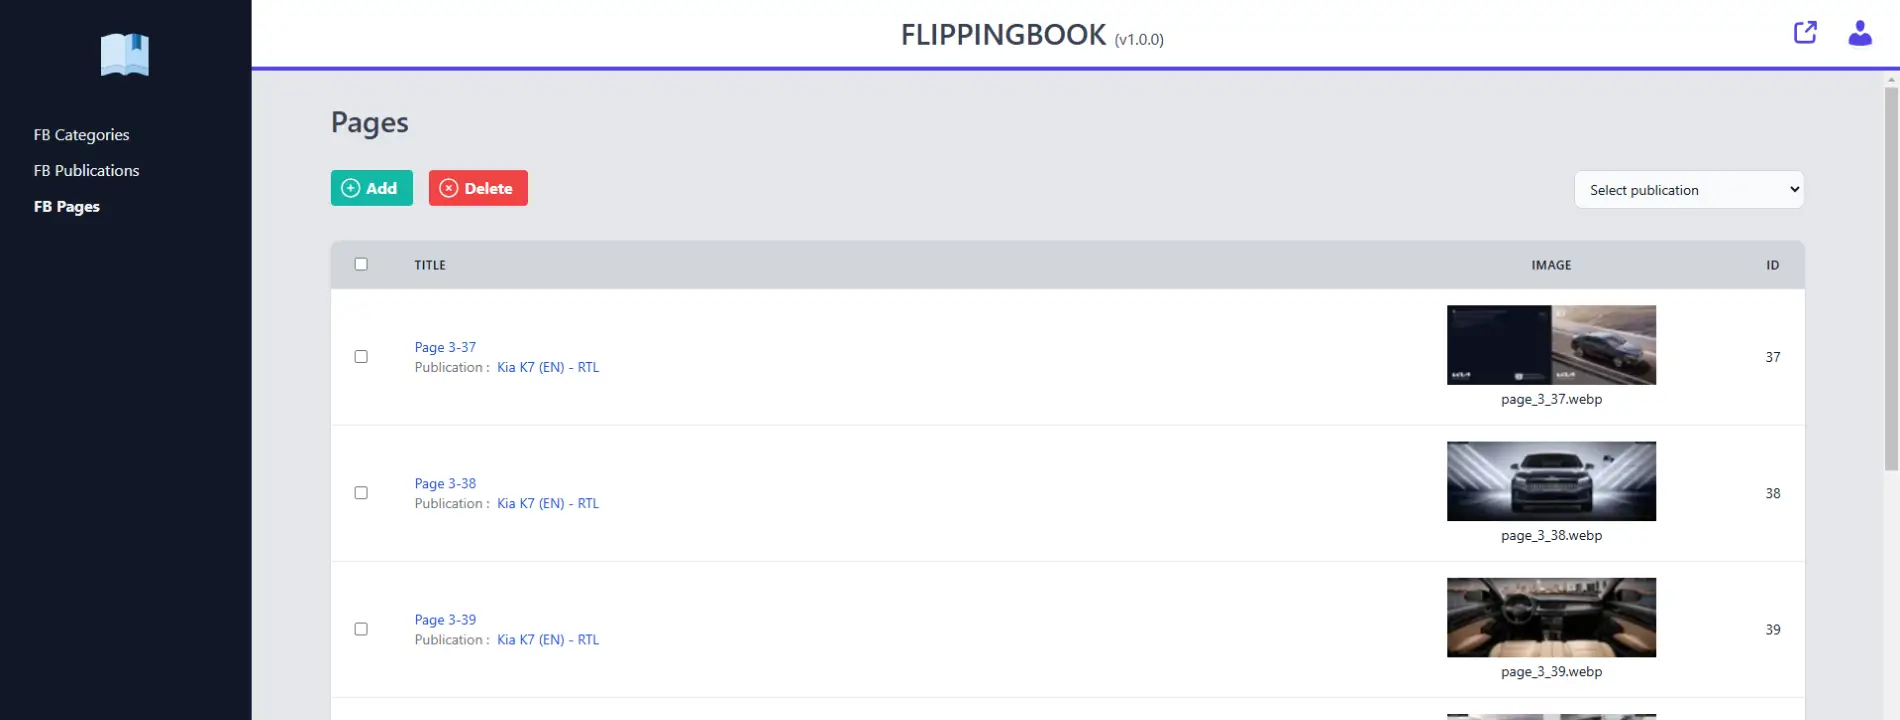 FLIPPINGBOOK (v1.0.0)
FB Categories
FB Publications
FB Pages
Pages
Add
Delete
Select publication
TITLE IMAGE ID
Page 3-37
Publication : Kia K7 (EN) - RTL
page_3_37.webp
37
Page 3-38
Publication : Kia K7 (EN) - RTL
page_3_38.webp
38
Page 3-39
Publication : Kia K7 (EN) - RTL
page_3_39.webp
39